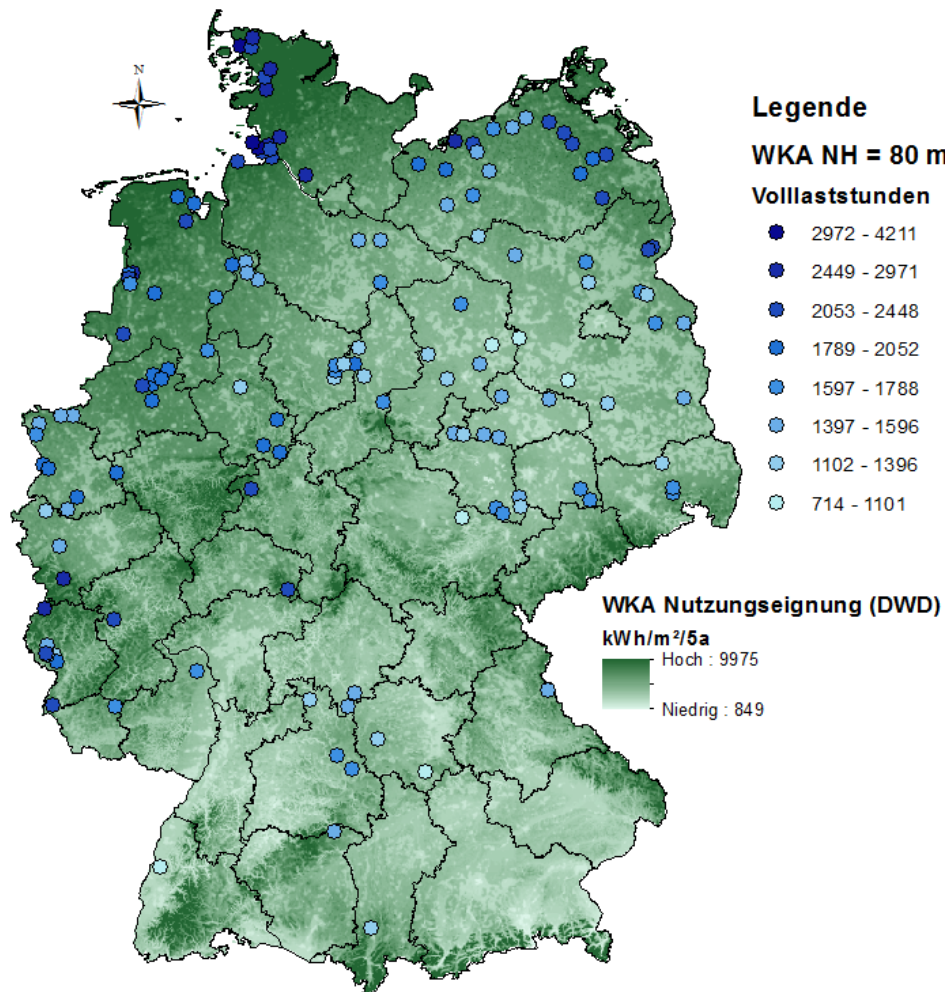 N
Legende
WKA NH = 80 m
Volllaststunden
2972 - 4211
2449 - 2971
2053 - 2448
1789 - 2052
1597 - 1788
1397 - 1596
1102 - 1396
714 - 1101
WKA Nutzungseignung (DWD)
kWh/m²/5a
Hoch : 9975
Niedrig : 849